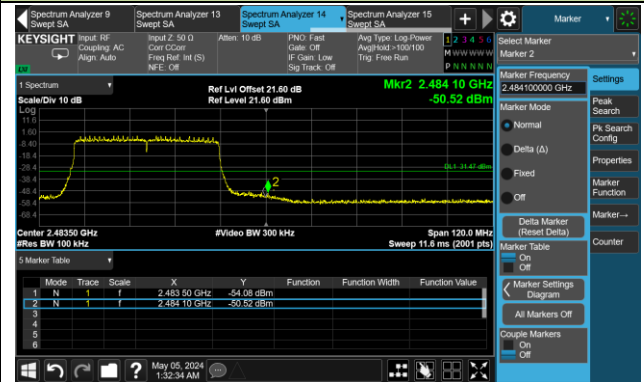 Spectrum Analyzer 9
Swept SA
Spectrum Analyzer 13
Swept SA
Spectrum Analyzer 14
Swept SA
Spectrum Analyzer 15
Swept SA
+
Marker
KEYSIGHT
Input: RF
Coupling: AC
Align: Auto
Input Z: 50 Ω
Corr CCorr
Freq Ref: Int (S)
NFE: Off
Atten: 10 dB
PNO: Fast
Gate: Off
IF Gain: Low
Sig Track: Off
Avg Type: Log-Power
Avg|Hold >100/100
Trig: Free Run
1 2 3 4 5 6
M W W W W W
P N N N N N
Select Marker
Marker 2
1 Spectrum
Scale/Div 10 dB
Log
Ref Lvl Offset 21.60 dB
Ref Level 21.60 dBm
Mkr2 2.484 10 GHz
-50.52 dBm
11.6
1.60
-8.40
-18.4
-28.4
-38.4
-48.4
-58.4
-68.4
DL1 -31.47 dBm
2
Center 2.48350 GHz
#Res BW 100 kHz
#Video BW 300 kHz
Span 120.0 MHz
Sweep 11.6 ms (2001 pts)
5 Marker Table
Mode Trace Scale X Y Function Function Width Function Value
1 N 1 f 2.483 50 GHz -54.08 dBm
2 N 1 f 2.484 10 GHz -50.52 dBm
3
4
5
6
Marker Frequency
2.484100000 GHz
Marker Mode
Normal
Delta (Δ)
Fixed
Off
Delta Marker
(Reset Delta)
Marker Table
On
Off
Marker Settings
Diagram
All Markers Off
Couple Markers
On
Off
Settings
Peak
Search
Pk Search
Config
Properties
Marker
Function
Marker→
Counter
?
May 05, 2024
1:32:34 AM